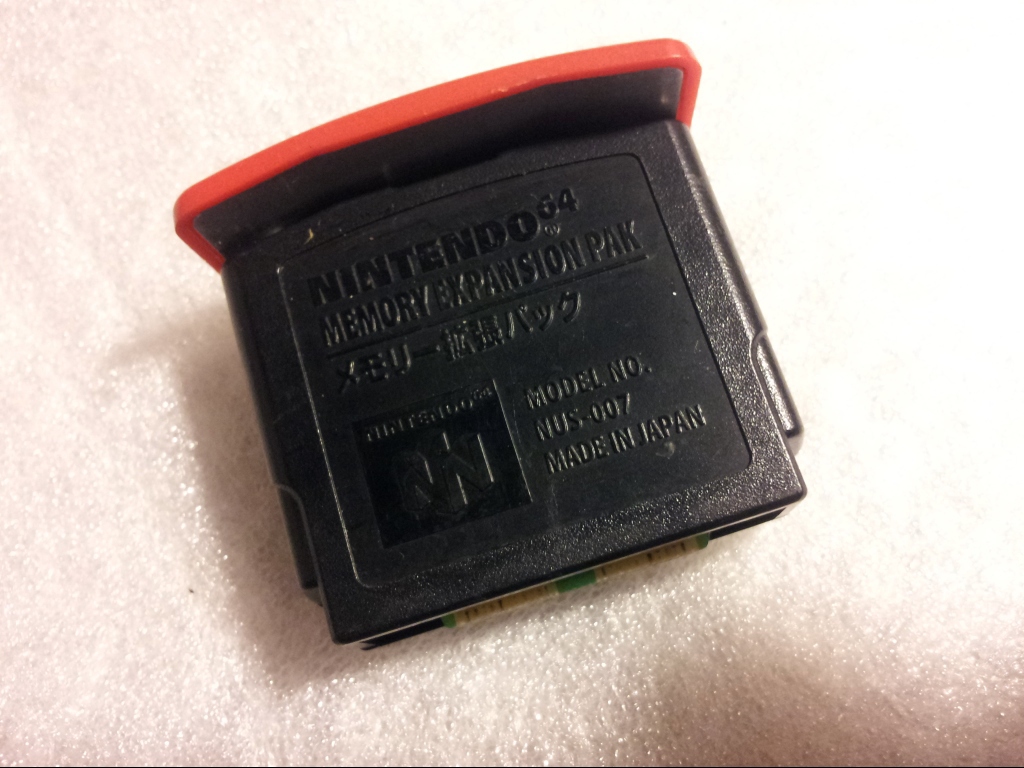 NINTENDO64®
MEMORY EXPANSION PAK
メモリー拡張パック
NINTENDO64
MODEL NO.
NUS-007
MADE IN JAPAN